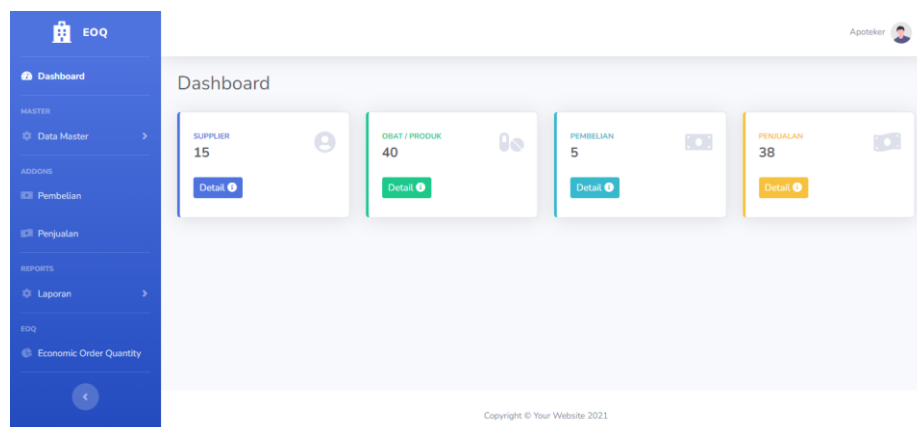 EOQ
Apoteker
Dashboard
MASTER
Data Master
ADDONS
Pembelian
Penjualan
REPORTS
Laporan
EOQ
Economic Order Quantity
Dashboard
SUPPLIER
15
Detail
OBAT / PRODUK
40
Detail
PEMBELIAN
5
Detail
PENJUALAN
38
Detail
Copyright © Your Website 2021